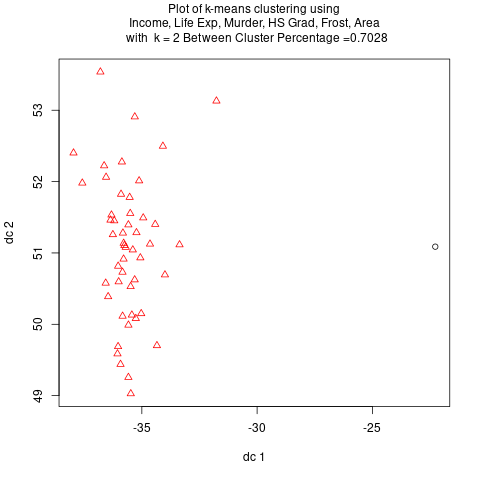 Plot of k-means clustering using
Income, Life Exp, Murder, HS Grad, Frost, Area
with k = 2 Between Cluster Percentage =0.7028
53
52
51
50
49
dc 2
-35
-30
-25
dc 1